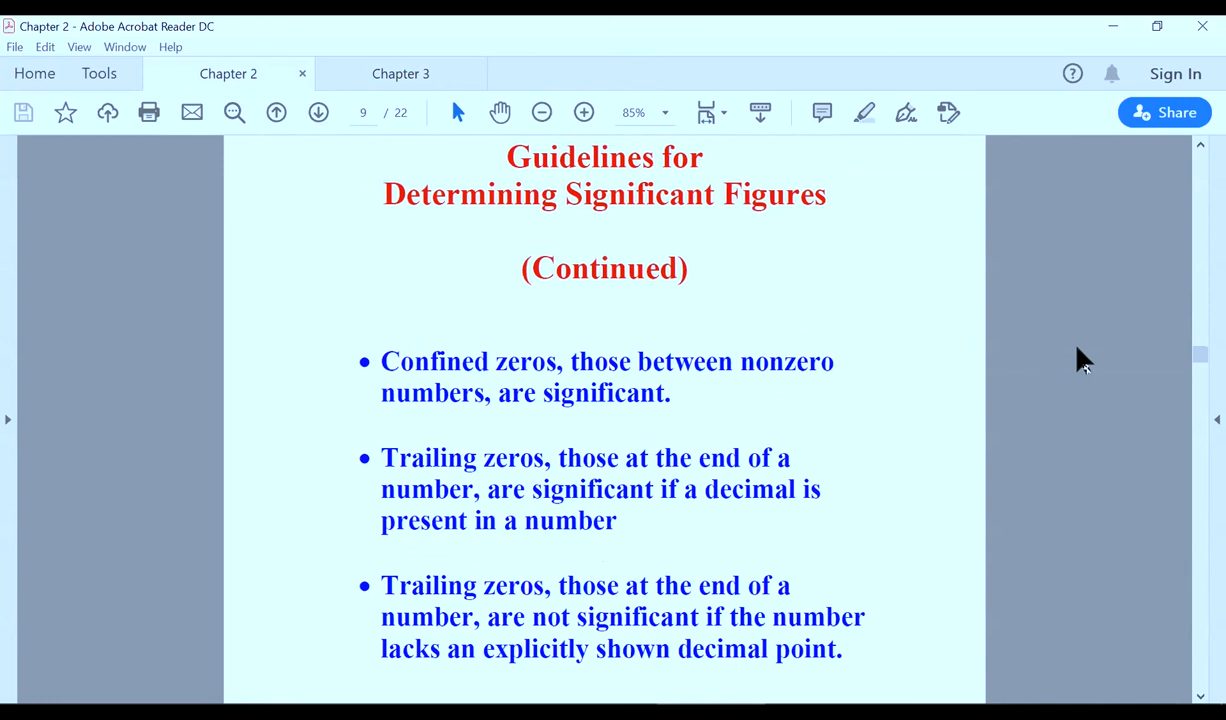 Chapter 2 - Adobe Acrobat Reader DC
File Edit View Window Help
Home Tools Chapter 2 × Chapter 3 ? Sign In
9 / 22 85% Share
Guidelines for
Determining Significant Figures
(Continued)
• Confined zeros, those between nonzero
numbers, are significant.
• Trailing zeros, those at the end of a
number, are significant if a decimal is
present in a number
• Trailing zeros, those at the end of a
number, are not significant if the number
lacks an explicitly shown decimal point.